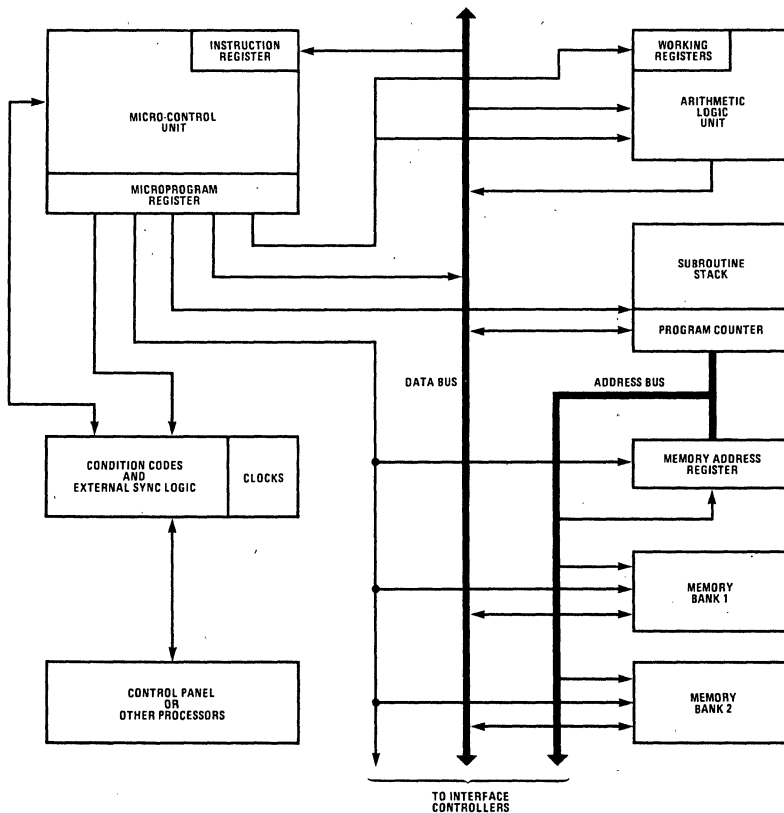 INSTRUCTION
REGISTER
MICRO-CONTROL
UNIT
MICROPROGRAM
REGISTER
WORKING
REGISTERS
ARITHMETIC
LOGIC
UNIT
SUBROUTINE
STACK
PROGRAM COUNTER
DATA BUS
ADDRESS BUS
CONDITION CODES
AND
EXTERNAL SYNC LOGIC
CLOCKS
MEMORY ADDRESS
REGISTER
MEMORY
BANK 1
CONTROL PANEL
OR
OTHER PROCESSORS
MEMORY
BANK 2
TO INTERFACE
CONTROLLERS